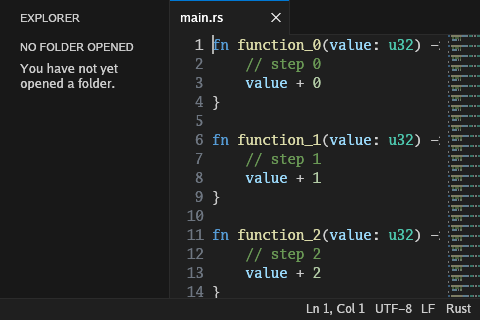 EXPLORER
NO FOLDER OPENED
You have not yet
opened a folder.
main.rs
1 fn function_0(value: u32) -
2     // step 0
3     value + 0
4 }
5
6 fn function_1(value: u32) -
7     // step 1
8     value + 1
9 }
10
11 fn function_2(value: u32) -
12     // step 2
13     value + 2
14 }
Ln 1, Col 1 UTF-8 LF Rust